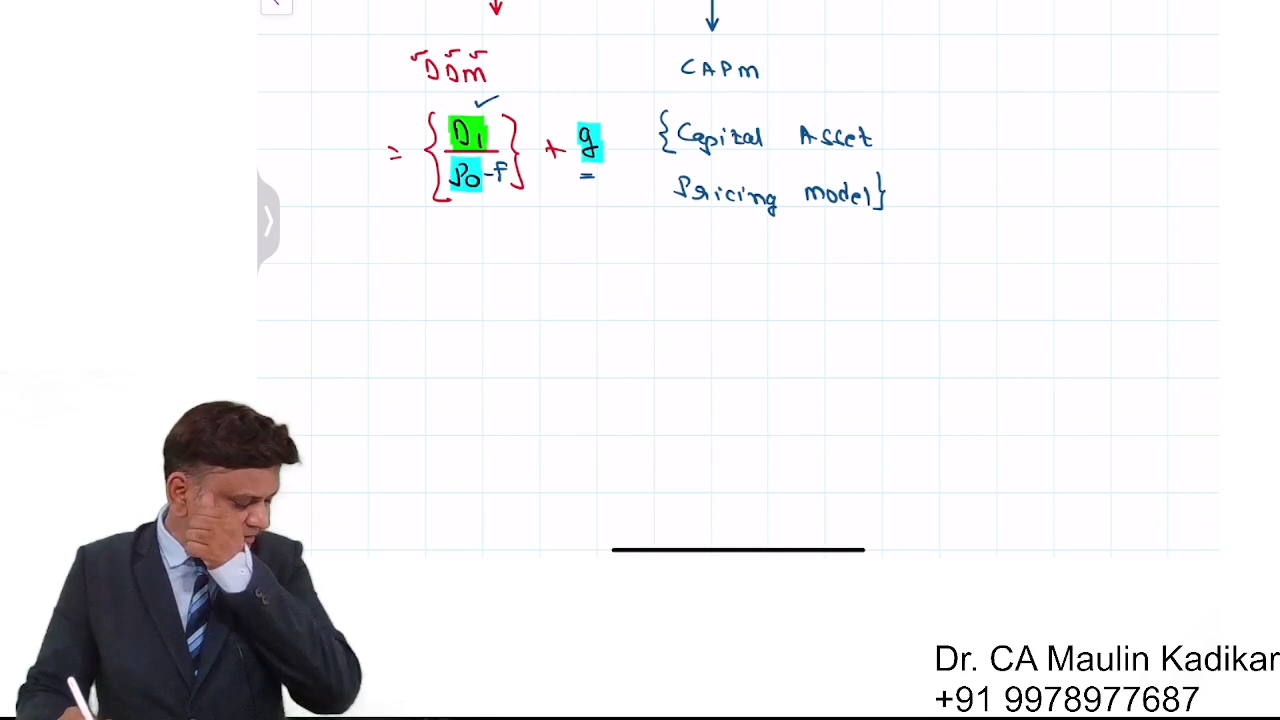 DDM CAPM
= { D1 / P0 - F } + g
{Capital Asset
Pricing model}
Dr. CA Maulin Kadikar
+91 9978977687